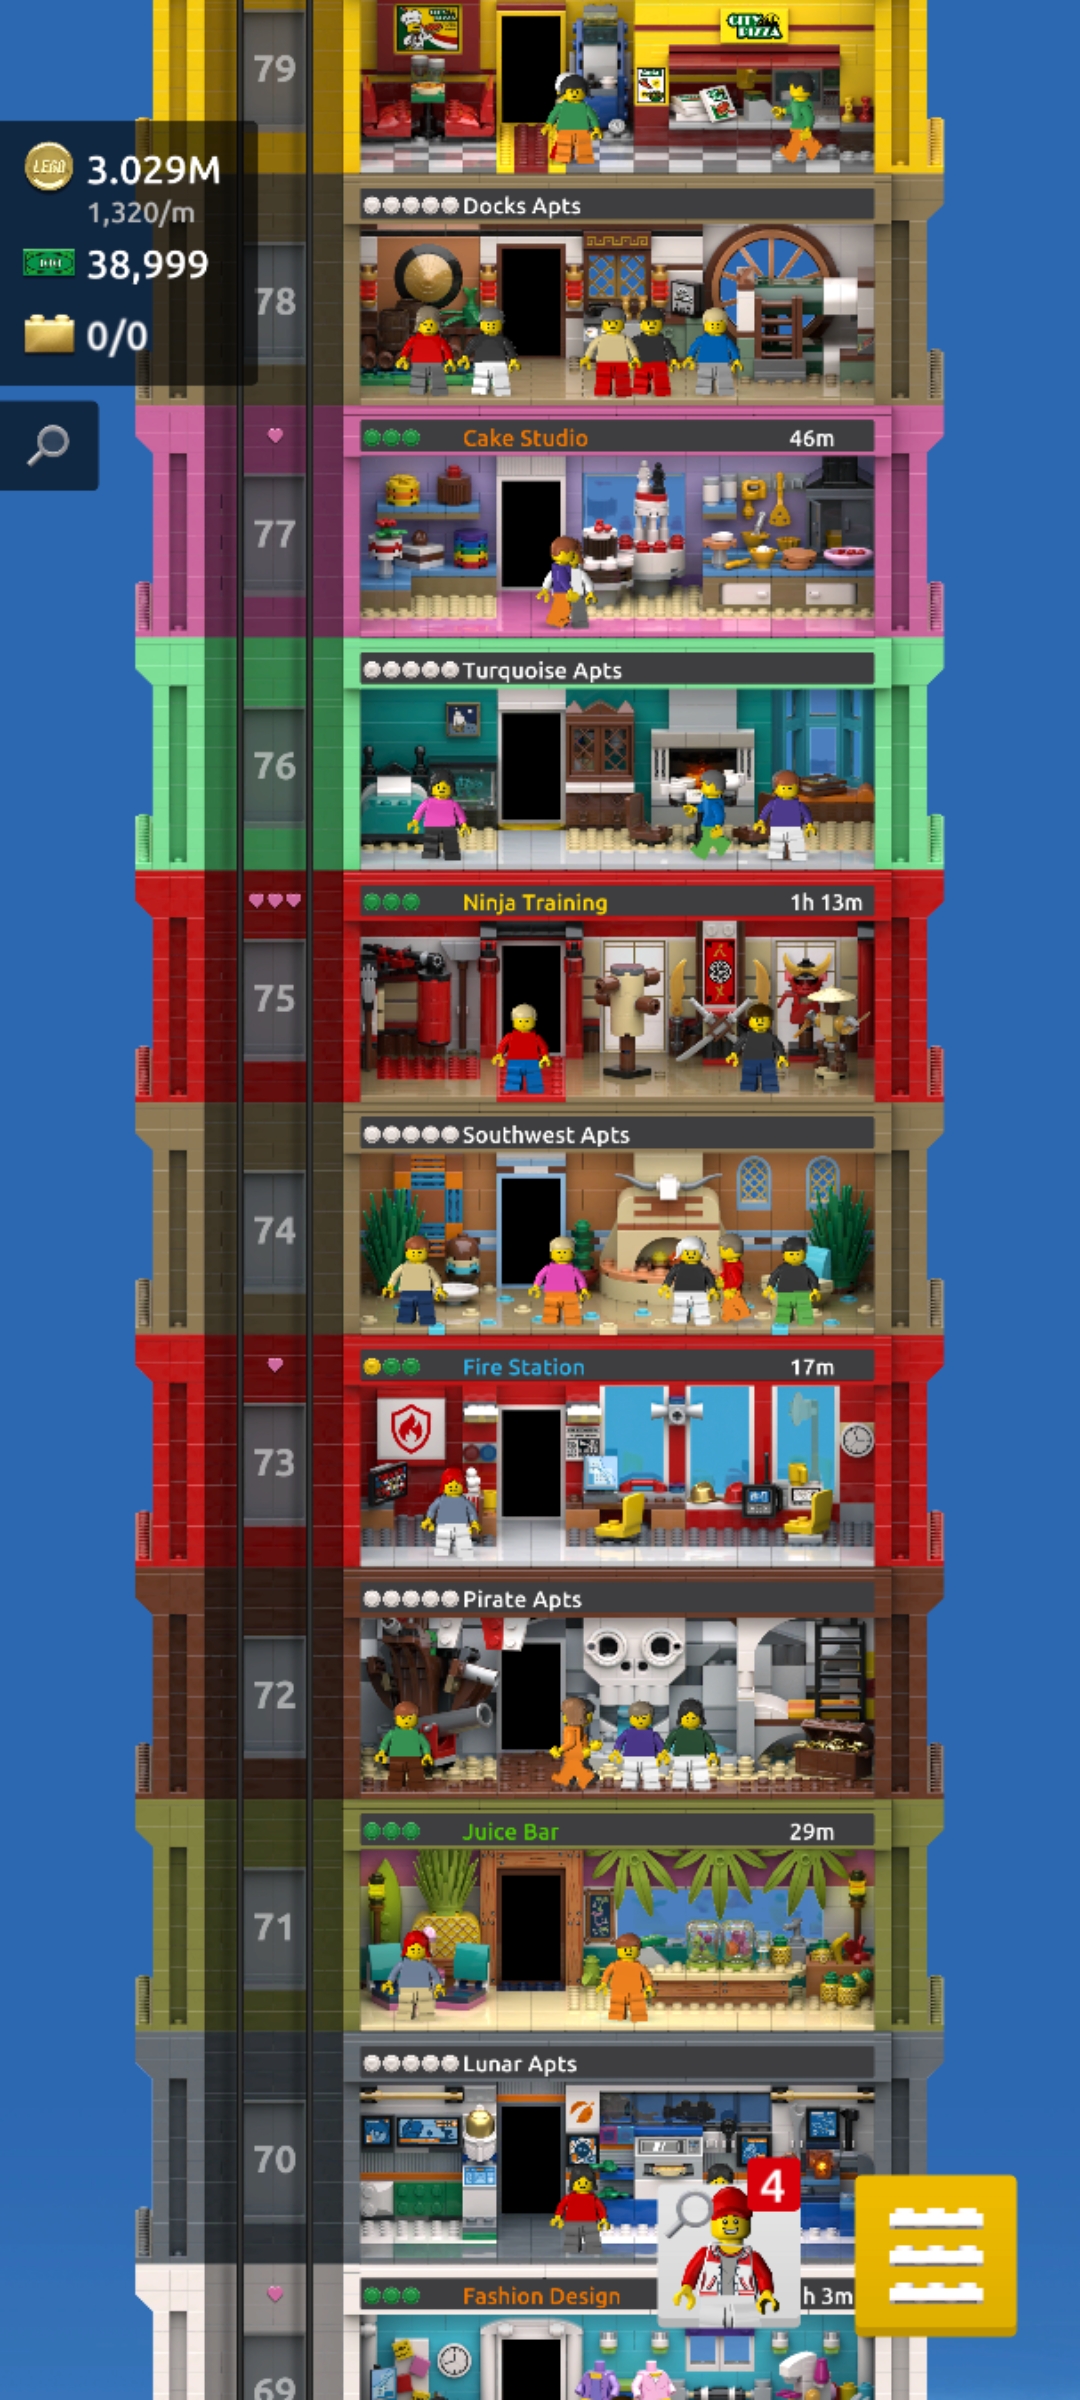 79
CITY PIZZA
LEGO 3.029M
1,320/m
38,999
0/0
Docks Apts
78
Cake Studio 46m
77
Turquoise Apts
76
Ninja Training 1h 13m
75
Southwest Apts
74
Fire Station 17m
73
Pirate Apts
72
Juice Bar 29m
71
Lunar Apts
70
4
Fashion Design h 3m
69